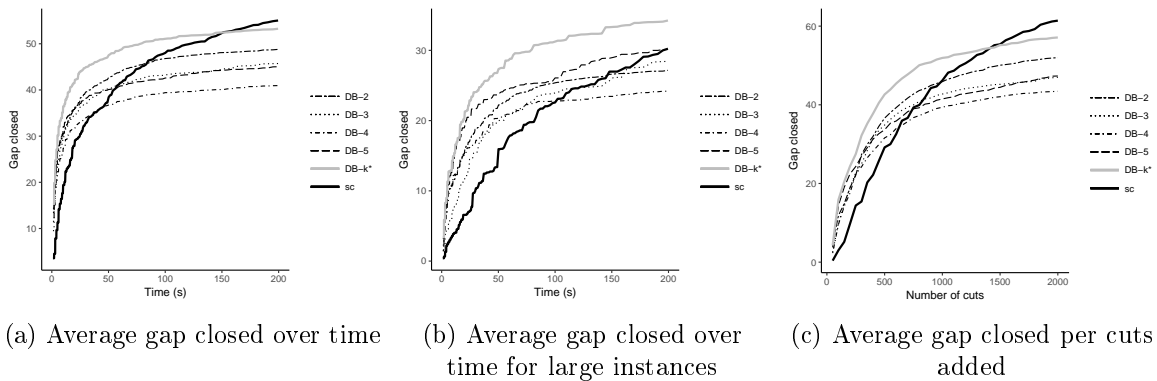 Gap closed
50
40
30
20
10
0
50
100
150
200
Time (s)
DB−2
DB−3
DB−4
DB−5
DB−k*
sc
Gap closed
30
20
10
0
0
50
100
150
200
Time (s)
DB−2
DB−3
DB−4
DB−5
DB−k*
sc
Gap closed
60
40
20
0
0
500
1000
1500
2000
Number of cuts
DB−2
DB−3
DB−4
DB−5
DB−k*
sc
(a) Average gap closed over time
(b) Average gap closed over
time for large instances
(c) Average gap closed per cuts
added